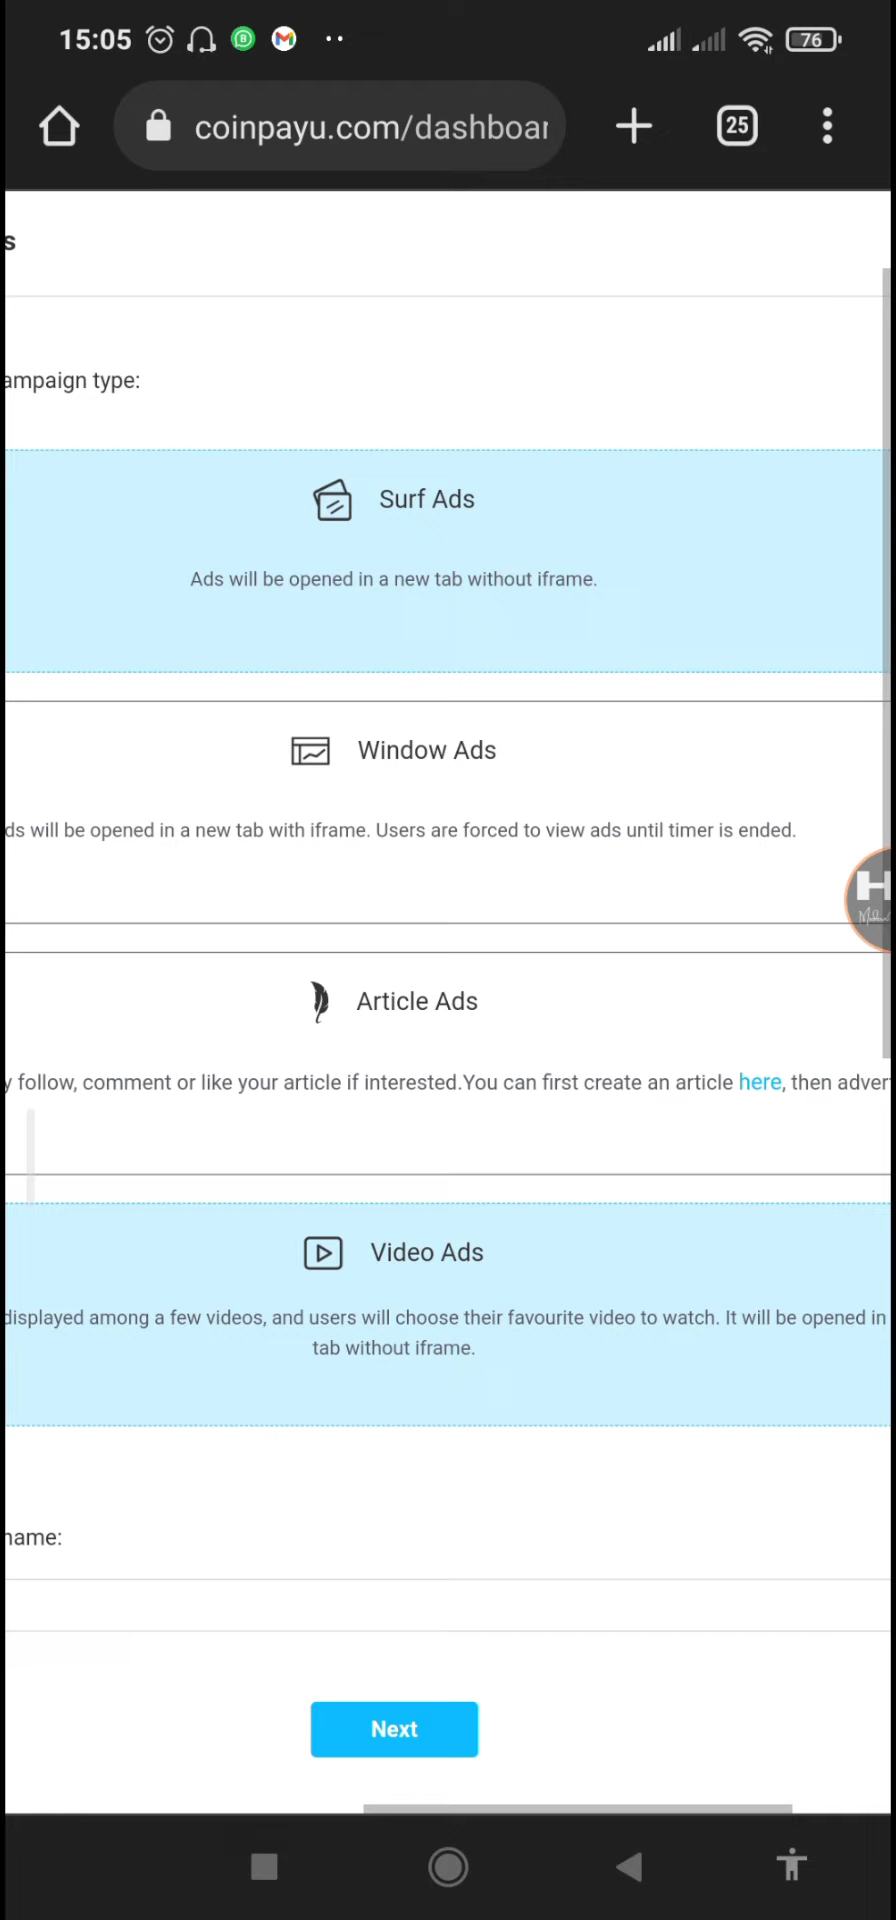 15:05
76
coinpayu.com/dashboar
25
s
ampaign type:
Surf Ads
Ads will be opened in a new tab without iframe.
Window Ads
ds will be opened in a new tab with iframe. Users are forced to view ads until timer is ended.
H
Article Ads
y follow, comment or like your article if interested.You can first create an article here, then adver
Video Ads
displayed among a few videos, and users will choose their favourite video to watch. It will be opened in
tab without iframe.
name:
Next